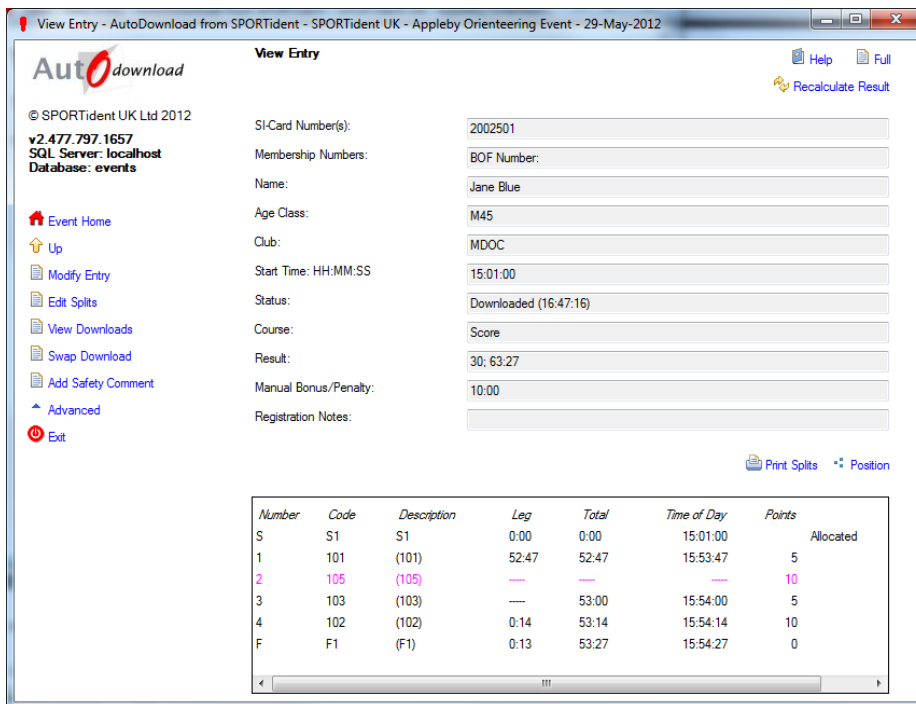 View Entry - AutoDownload from SPORTident - SPORTident UK - Appleby Orienteering Event - 29-May-2012
AutOdownload
© SPORTident UK Ltd 2012
v2.477.797.1657
SQL Server: localhost
Database: events
Event Home
Up
Modify Entry
Edit Splits
View Downloads
Swap Download
Add Safety Comment
Advanced
Exit
View Entry
Help Full
Recalculate Result
SI-Card Number(s): 2002501
Membership Numbers: BOF Number:
Name: Jane Blue
Age Class: M45
Club: MDOC
Start Time: HH:MM:SS 15:01:00
Status: Downloaded (16:47:16)
Course: Score
Result: 30; 63:27
Manual Bonus/Penalty: 10:00
Registration Notes:
Print Splits Position
Number Code Description Leg Total Time of Day Points
S S1 S1 0:00 0:00 15:01:00 Allocated
1 101 (101) 52:47 52:47 15:53:47 5
2 105 (105) ----- ----- ----- 10
3 103 (103) ----- 53:00 15:54:00 5
4 102 (102) 0:14 53:14 15:54:14 10
F F1 (F1) 0:13 53:27 15:54:27 0